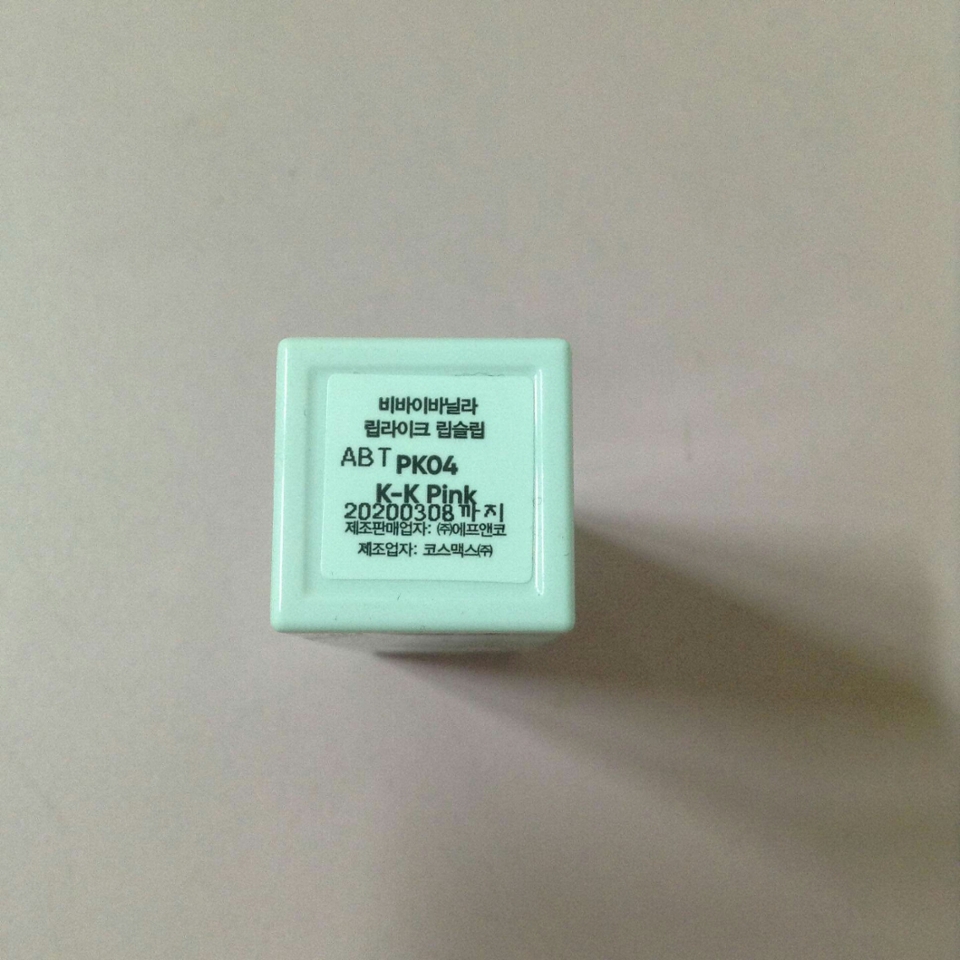 비바이바닐라
립라이크 립슬립
ABT PK04
K-K Pink
20200308까지
제조판매업자: ㈜에프앤코
제조업자: 코스맥스㈜